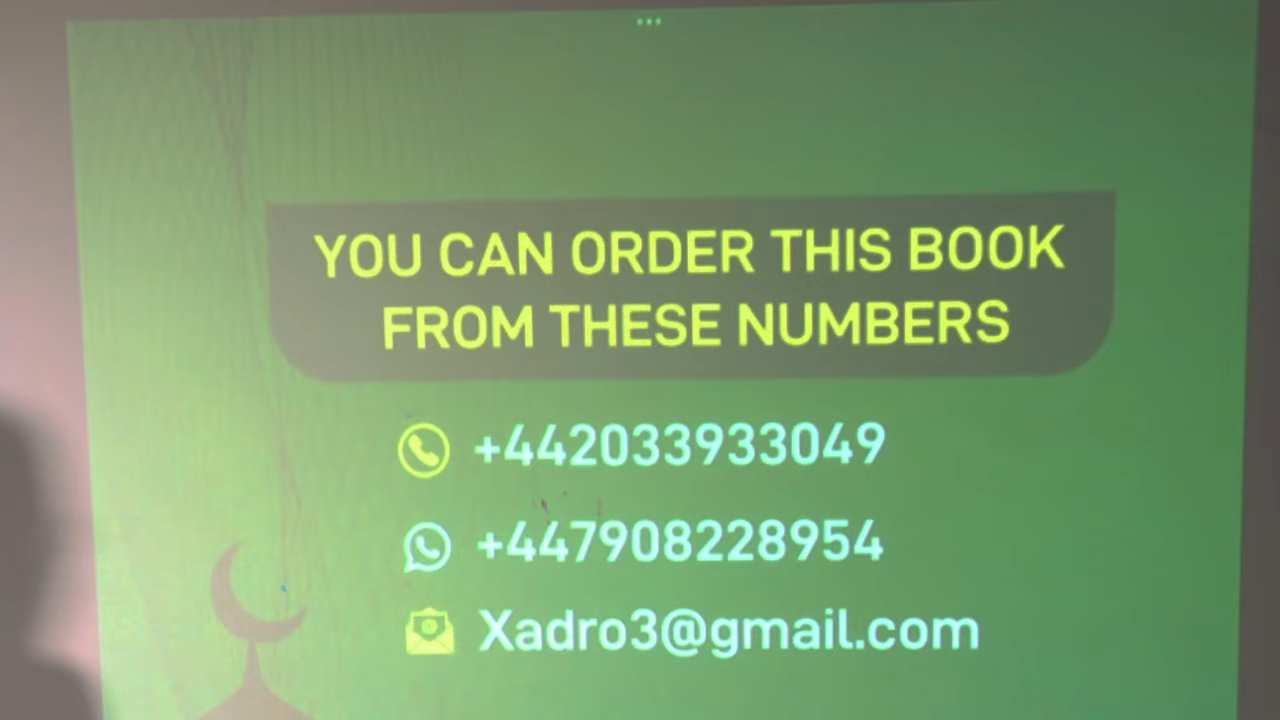 YOU CAN ORDER THIS BOOK
FROM THESE NUMBERS
+442033933049
+447908228954
Xadro3@gmail.com